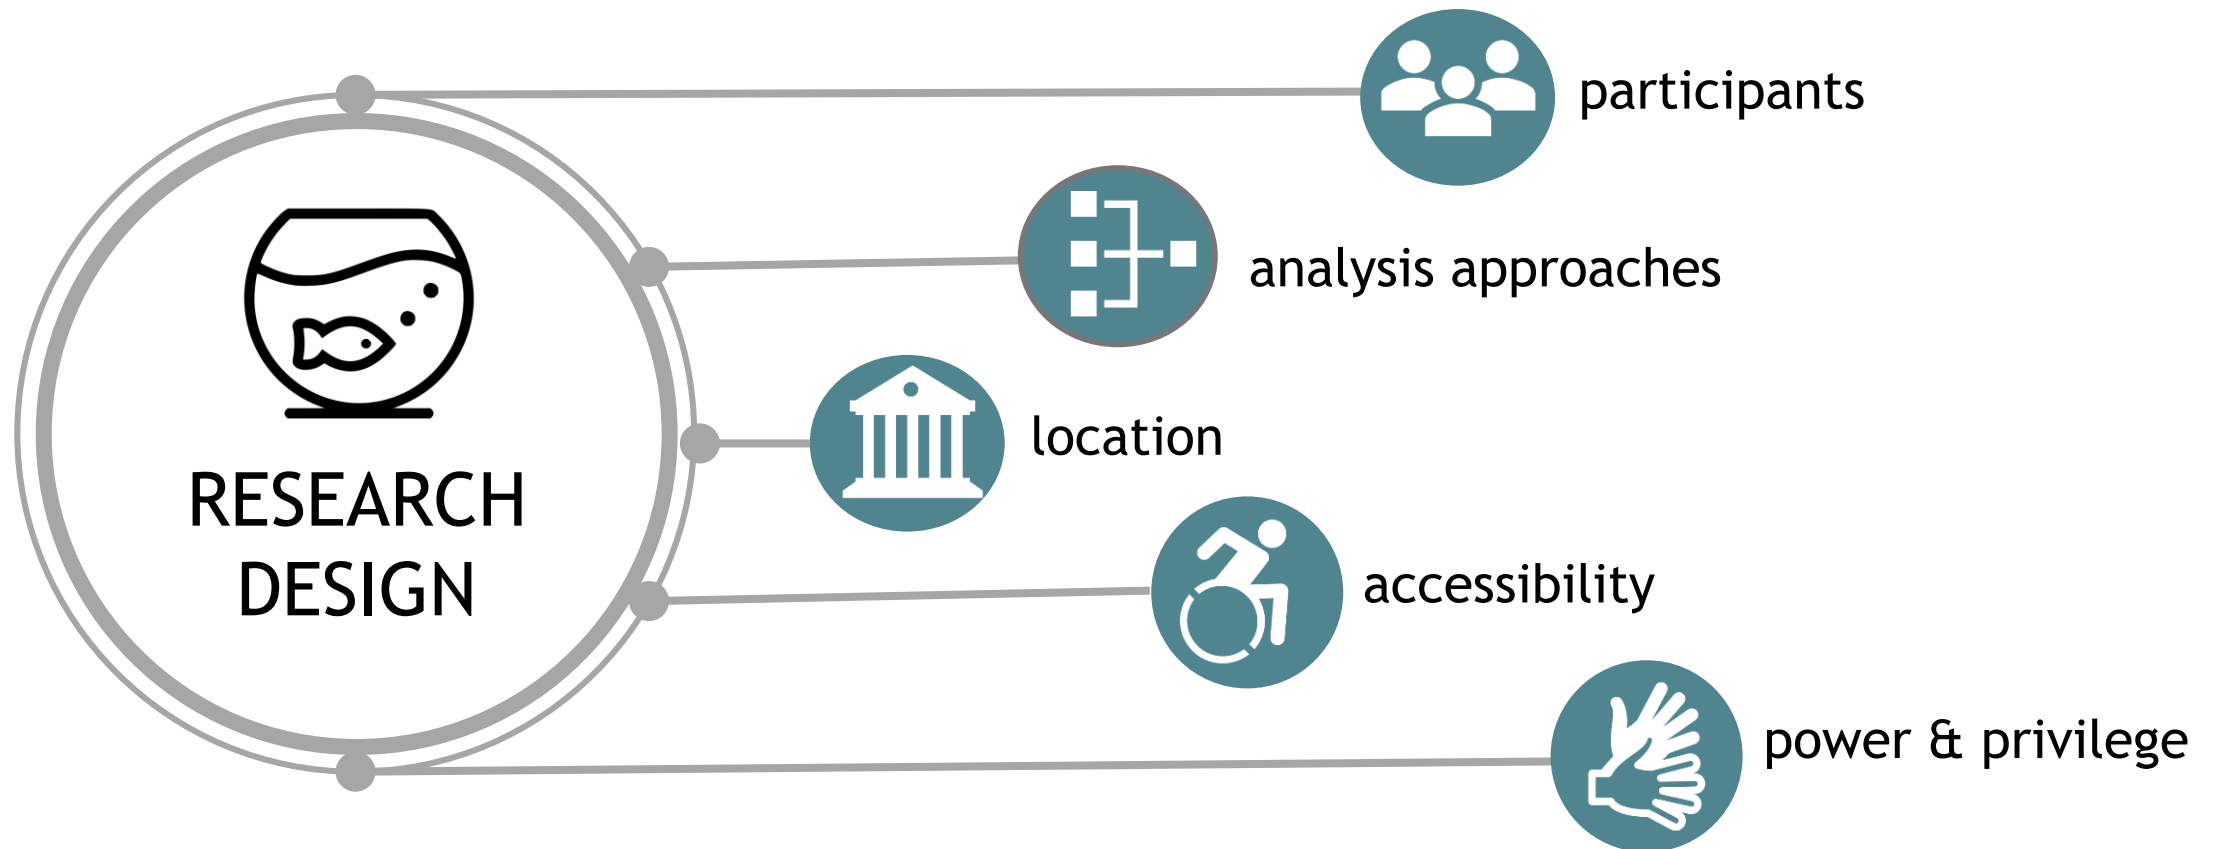 participants
analysis approaches
location
RESEARCH
DESIGN
accessibility
power & privilege